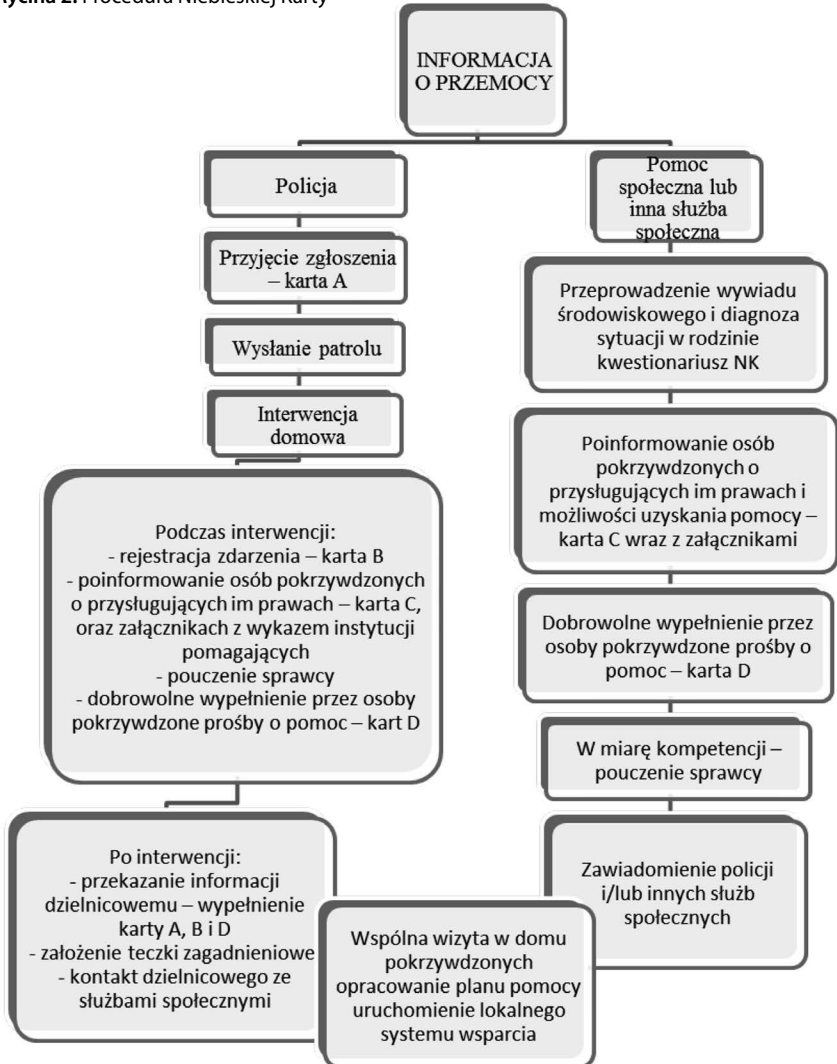 Rycina 2. Procedura Niebieskiej Karty
INFORMACJA
O PRZEMOCY
Policja
Przyjęcie zgłoszenia
– karta A
Wysłanie patrolu
Interwencja
domowa
Podczas interwencji:
- rejestracja zdarzenia – karta B
- poinformowanie osób pokrzywdzonych
o przysługujących im prawach – karta C,
oraz załącznikach z wykazem instytucji
pomagających
- pouczenie sprawcy
- dobrowolne wypełnienie przez osoby
pokrzywdzone prośby o pomoc – kart D
Po interwencji:
- przekazanie informacji
dzielnicowemu – wypełnienie
karty A, B i D
- założenie teczki zagadnieniowe
- kontakt dzielnicowego ze
służbami społecznymi
Pomoc
społeczna lub
inna służba
społeczna
Przeprowadzenie wywiadu
środowiskowego i diagnoza
sytuacji w rodzinie
kwestionariusz NK
Poinformowanie osób
pokrzywdzonych o
przysługujących im prawach i
możliwości uzyskania pomocy –
karta C wraz z załącznikami
Dobrowolne wypełnienie przez
osoby pokrzywdzone prośby o
pomoc – karta D
W miarę kompetencji –
pouczenie sprawcy
Zawiadomienie policji
i/lub innych służb
społecznych
Wspólna wizyta w domu
pokrzywdzonych
opracowanie planu pomocy
uruchomienie lokalnego
systemu wsparcia